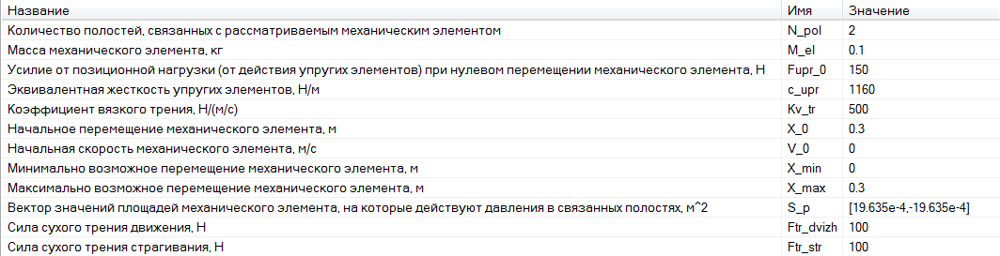 Название Имя Значение
Количество полостей, связанных с рассматриваемым механическим элементом N_pol 2
Масса механического элемента, кг M_el 0.1
Усилие от позиционной нагрузки (от действия упругих элементов) при нулевом перемещении механического элемента, Н Fupr_0 150
Эквивалентная жесткость упругих элементов, Н/м c_upr 1160
Коэффициент вязкого трения, Н/(м/с) Kv_tr 500
Начальное перемещение механического элемента, м X_0 0.3
Начальная скорость механического элемента, м/с V_0 0
Минимально возможное перемещение механического элемента, м X_min 0
Максимально возможное перемещение механического элемента, м X_max 0.3
Вектор значений площадей механического элемента, на которые действуют давления в связанных полостях, м^2 S_p [19.635e-4,-19.635e-4]
Сила сухого трения движения, Н Ftr_dvizh 100
Сила сухого трения страгивания, Н Ftr_str 100